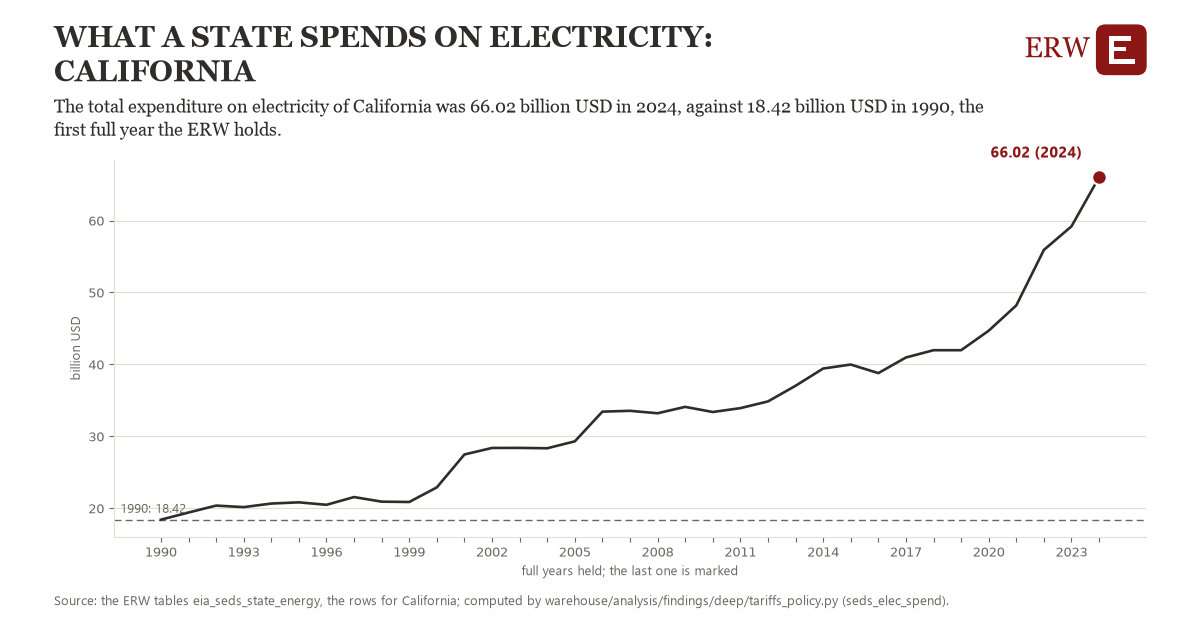 WHAT A STATE SPENDS ON ELECTRICITY:
CALIFORNIA
ERW E
The total expenditure on electricity of California was 66.02 billion USD in 2024, against 18.42 billion USD in 1990, the
first full year the ERW holds.
66.02 (2024)
60
50
40
30
20
billion USD
1990: 18.42
1990 1993 1996 1999 2002 2005 2008 2011 2014 2017 2020 2023
full years held; the last one is marked
Source: the ERW tables eia_seds_state_energy, the rows for California; computed by warehouse/analysis/findings/deep/tariffs_policy.py (seds_elec_spend).